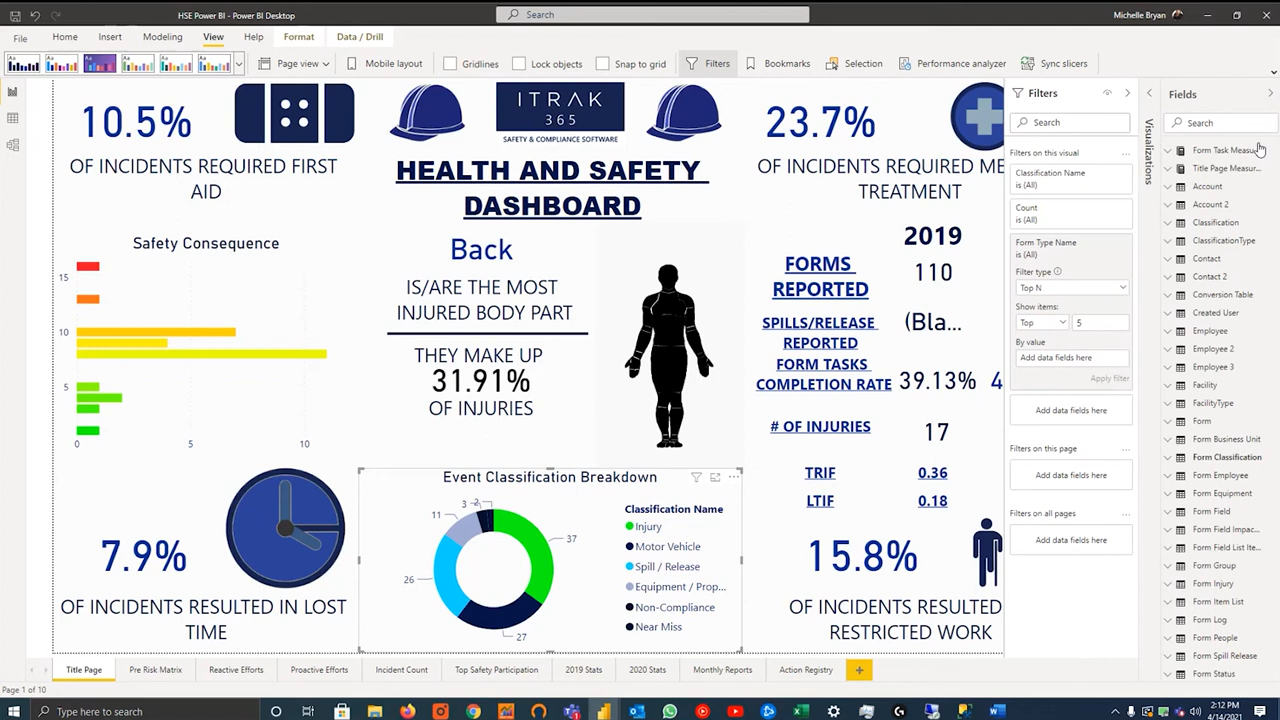 HSE Power BI - Power BI Desktop
Search
Michelle Bryan
File
Home
Insert
Modeling
View
Help
Format
Data / Drill
Aa
Aa
Aa
Aa
Aa
Aa
Page view
Mobile layout
Gridlines
Lock objects
Snap to grid
Filters
Bookmarks
Selection
Performance analyzer
Sync slicers
10.5%
OF INCIDENTS REQUIRED FIRST
AID
ITRAK
365
SAFETY & COMPLIANCE SOFTWARE
HEALTH AND SAFETY
DASHBOARD
23.7%
OF INCIDENTS REQUIRED ME
TREATMENT
Safety Consequence
15
10
5
0
5
10
Back
IS/ARE THE MOST
INJURED BODY PART
THEY MAKE UP
31.91%
OF INJURIES
2019
FORMS
REPORTED
110
SPILLS/RELEASE
REPORTED
(Bla...
FORM TASKS
COMPLETION RATE
39.13%
4
# OF INJURIES
17
TRIF
0.36
LTIF
0.18
7.9%
OF INCIDENTS RESULTED IN LOST
TIME
Event Classification Breakdown
37
27
26
11
3
2
Classification Name
Injury
Motor Vehicle
Spill / Release
Equipment / Prop...
Non-Compliance
Near Miss
15.8%
OF INCIDENTS RESULTED
RESTRICTED WORK
Filters
Search
Filters on this visual
Classification Name
is (All)
Count
is (All)
Form Type Name
is (All)
Filter type
Top N
Show items:
Top
5
By value
Add data fields here
Apply filter
Add data fields here
Filters on this page
Add data fields here
Filters on all pages
Add data fields here
Visualizations
Fields
Search
Form Task Measu...
Title Page Measur...
Account
Account 2
Classification
ClassificationType
Contact
Contact 2
Conversion Table
Created User
Employee
Employee 2
Employee 3
Facility
FacilityType
Form
Form Business Unit
Form Classification
Form Employee
Form Equipment
Form Field
Form Field Impac...
Form Field List Ite...
Form Group
Form Injury
Form Item List
Form Log
Form People
Form Spill Release
Form Status
Title Page
Pre Risk Matrix
Reactive Efforts
Proactive Efforts
Incident Count
Top Safety Participation
2019 Stats
2020 Stats
Monthly Reports
Action Registry
+
Page 1 of 10
Type here to search
2:12 PM
4/14/2021